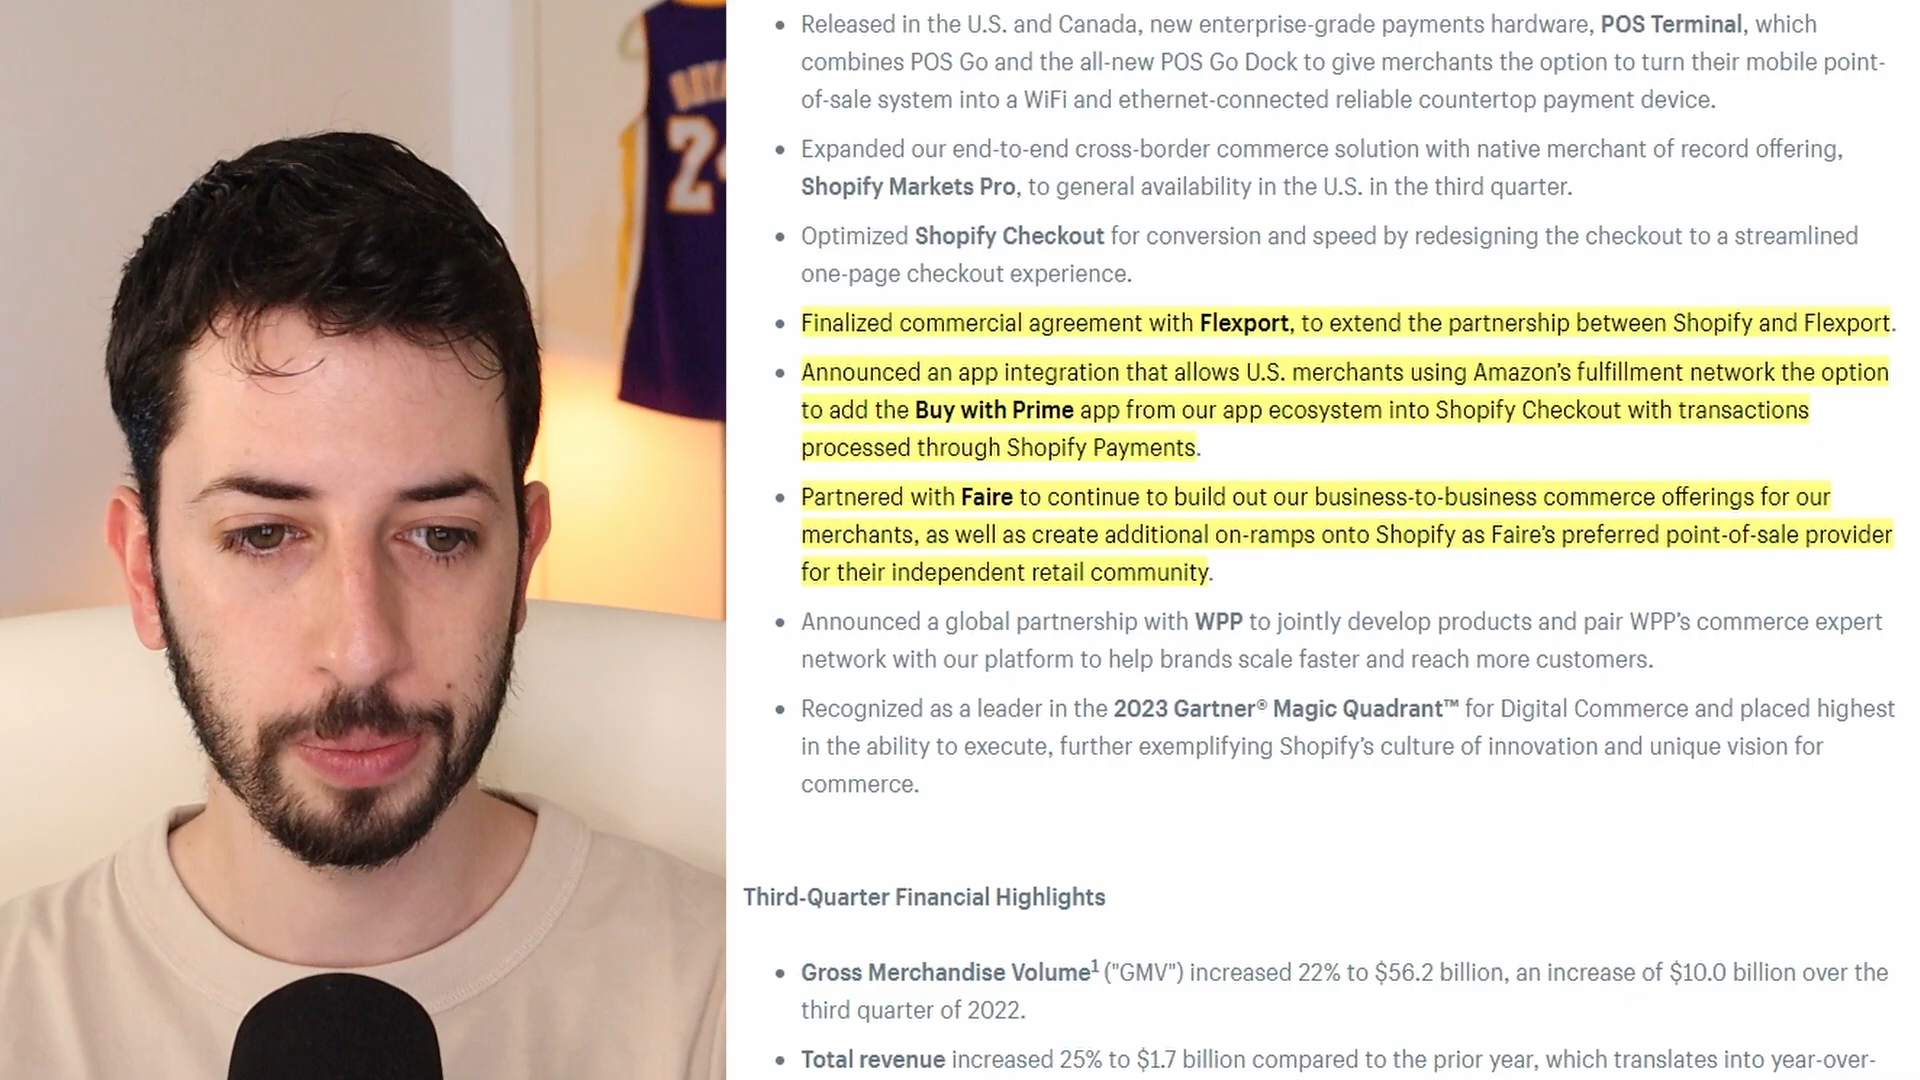 24
Released in the U.S. and Canada, new enterprise-grade payments hardware, POS Terminal, which
combines POS Go and the all-new POS Go Dock to give merchants the option to turn their mobile point-
of-sale system into a WiFi and ethernet-connected reliable countertop payment device.
Expanded our end-to-end cross-border commerce solution with native merchant of record offering,
Shopify Markets Pro, to general availability in the U.S. in the third quarter.
Optimized Shopify Checkout for conversion and speed by redesigning the checkout to a streamlined
one-page checkout experience.
Finalized commercial agreement with Flexport, to extend the partnership between Shopify and Flexport.
Announced an app integration that allows U.S. merchants using Amazon’s fulfillment network the option
to add the Buy with Prime app from our app ecosystem into Shopify Checkout with transactions
processed through Shopify Payments.
Partnered with Faire to continue to build out our business-to-business commerce offerings for our
merchants, as well as create additional on-ramps onto Shopify as Faire’s preferred point-of-sale provider
for their independent retail community.
Announced a global partnership with WPP to jointly develop products and pair WPP’s commerce expert
network with our platform to help brands scale faster and reach more customers.
Recognized as a leader in the 2023 Gartner® Magic Quadrant™ for Digital Commerce and placed highest
in the ability to execute, further exemplifying Shopify’s culture of innovation and unique vision for
commerce.
Third-Quarter Financial Highlights
Gross Merchandise Volume¹ ("GMV") increased 22% to $56.2 billion, an increase of $10.0 billion over the
third quarter of 2022.
Total revenue increased 25% to $1.7 billion compared to the prior year, which translates into year-over-